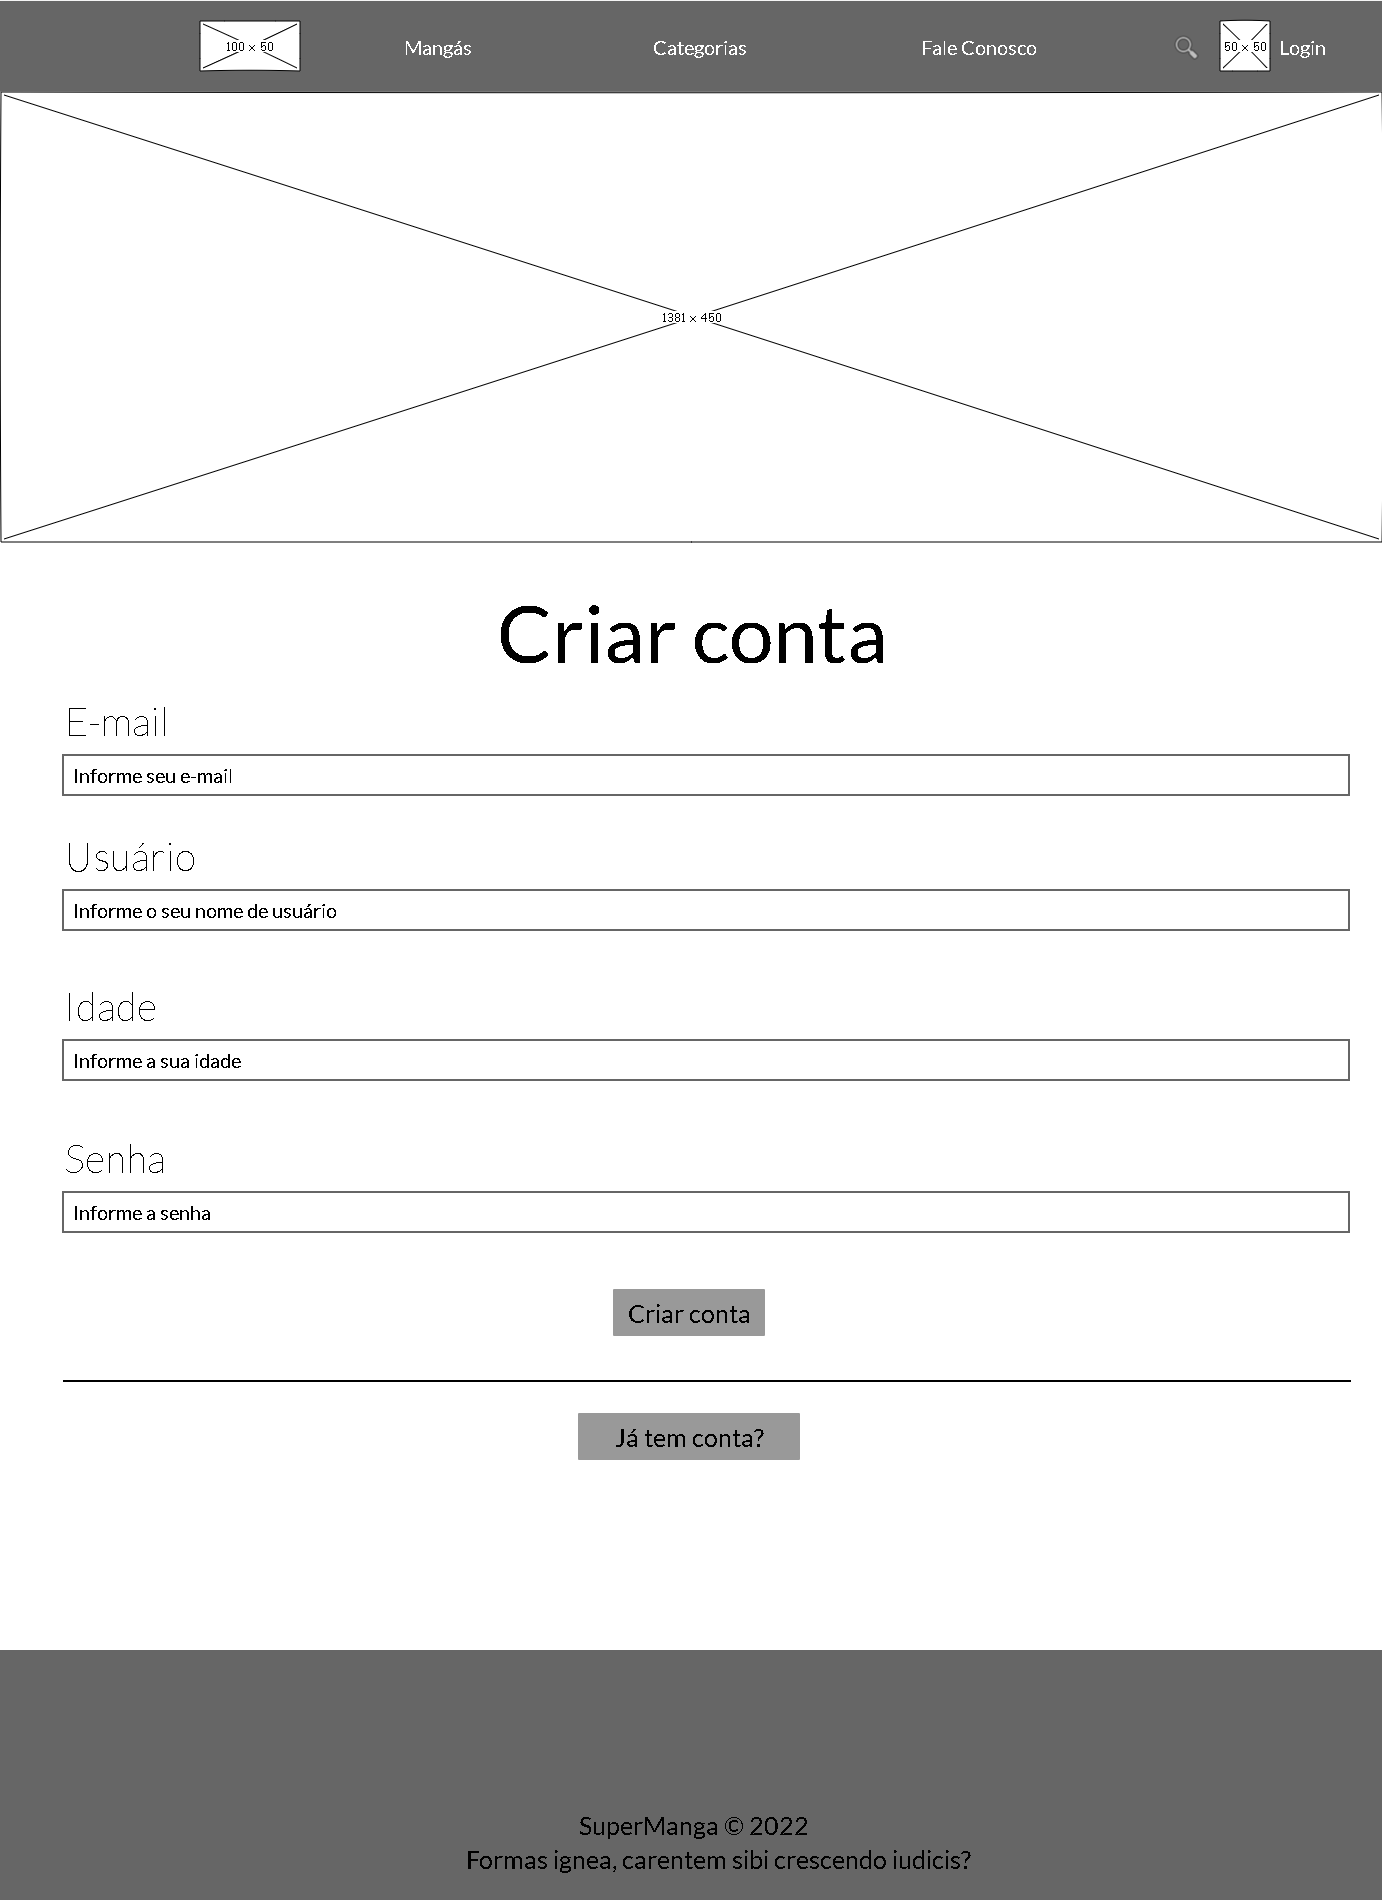 100 x 50
Mangás
Categorias
Fale Conosco
50 x 50
Login
1381 x 450
Criar conta
E-mail
Informe seu e-mail
Usuário
Informe o seu nome de usuário
Idade
Informe a sua idade
Senha
Informe a senha
Criar conta
Já tem conta?
SuperManga © 2022
Formas ignea, carentem sibi crescendo iudicis?